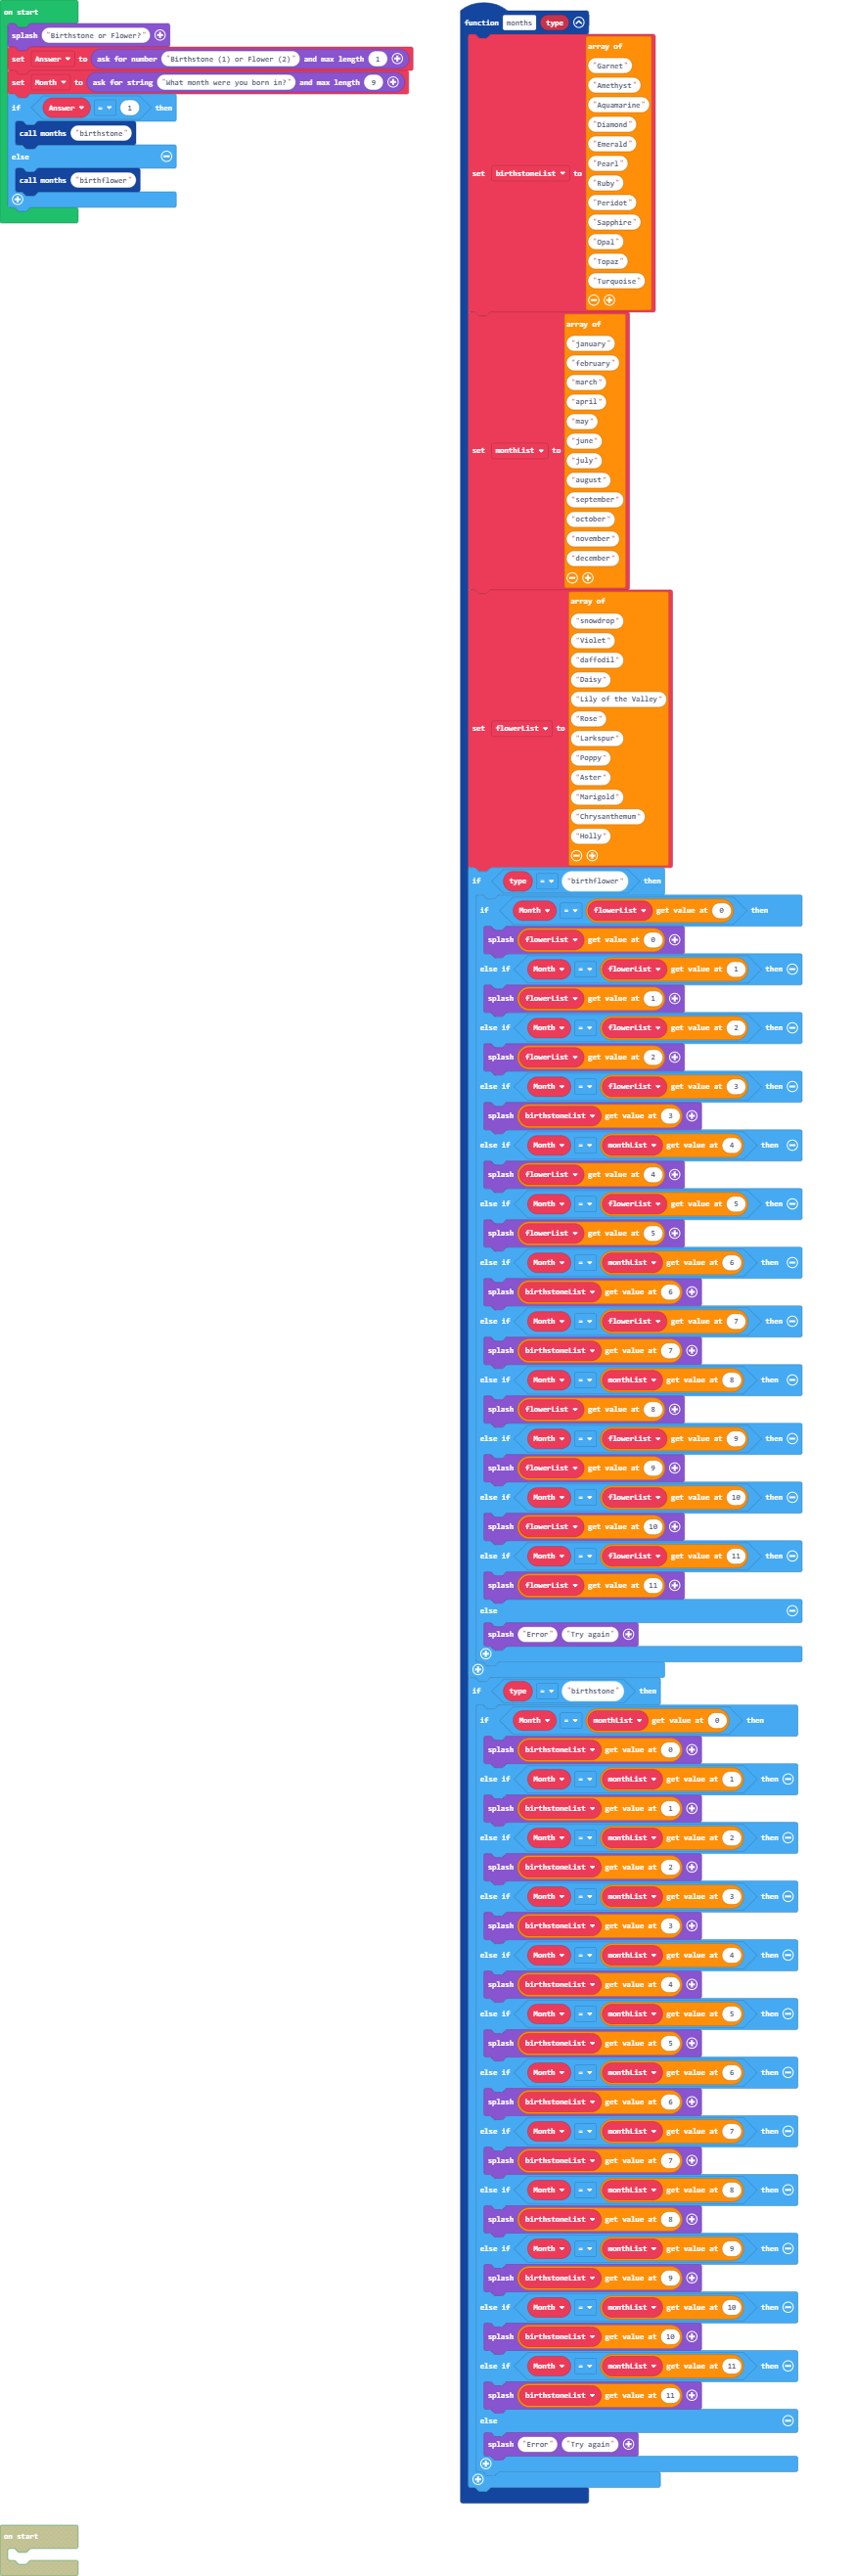 on start
splash "Birthstone or Flower?"
set Answer to ask for number "Birthstone (1) or Flower (2)" and max length 1
set Month to ask for string "What month were you born in?" and max length 9
if Answer = 1 then
call months "birthstone"
else
call months "birthflower"
function months type
set birthstoneList to array of
"Garnet"
"Amethyst"
"Aquamarine"
"Diamond"
"Emerald"
"Pearl"
"Ruby"
"Peridot"
"Sapphire"
"Opal"
"Topaz"
"Turquoise"
set monthList to array of
"january"
"february"
"march"
"april"
"may"
"june"
"july"
"august"
"september"
"october"
"november"
"december"
set flowerList to array of
"snowdrop"
"Violet"
"daffodil"
"Daisy"
"Lily of the Valley"
"Rose"
"Larkspur"
"Poppy"
"Aster"
"Marigold"
"Chrysanthemum"
"Holly"
if type = "birthflower" then
if Month = flowerList get value at 0 then
splash flowerList get value at 0
else if Month = flowerList get value at 1 then
splash flowerList get value at 1
else if Month = flowerList get value at 2 then
splash flowerList get value at 2
else if Month = flowerList get value at 3 then
splash birthstoneList get value at 3
else if Month = monthList get value at 4 then
splash flowerList get value at 4
else if Month = flowerList get value at 5 then
splash flowerList get value at 5
else if Month = monthList get value at 6 then
splash birthstoneList get value at 6
else if Month = flowerList get value at 7 then
splash birthstoneList get value at 7
else if Month = monthList get value at 8 then
splash flowerList get value at 8
else if Month = flowerList get value at 9 then
splash flowerList get value at 9
else if Month = flowerList get value at 10 then
splash flowerList get value at 10
else if Month = flowerList get value at 11 then
splash flowerList get value at 11
else
splash "Error" "Try again"
if type = "birthstone" then
if Month = monthList get value at 0 then
splash birthstoneList get value at 0
else if Month = monthList get value at 1 then
splash birthstoneList get value at 1
else if Month = monthList get value at 2 then
splash birthstoneList get value at 2
else if Month = monthList get value at 3 then
splash birthstoneList get value at 3
else if Month = monthList get value at 4 then
splash birthstoneList get value at 4
else if Month = monthList get value at 5 then
splash birthstoneList get value at 5
else if Month = monthList get value at 6 then
splash birthstoneList get value at 6
else if Month = monthList get value at 7 then
splash birthstoneList get value at 7
else if Month = monthList get value at 8 then
splash birthstoneList get value at 8
else if Month = monthList get value at 9 then
splash birthstoneList get value at 9
else if Month = monthList get value at 10 then
splash birthstoneList get value at 10
else if Month = monthList get value at 11 then
splash birthstoneList get value at 11
else
splash "Error" "Try again"
on start